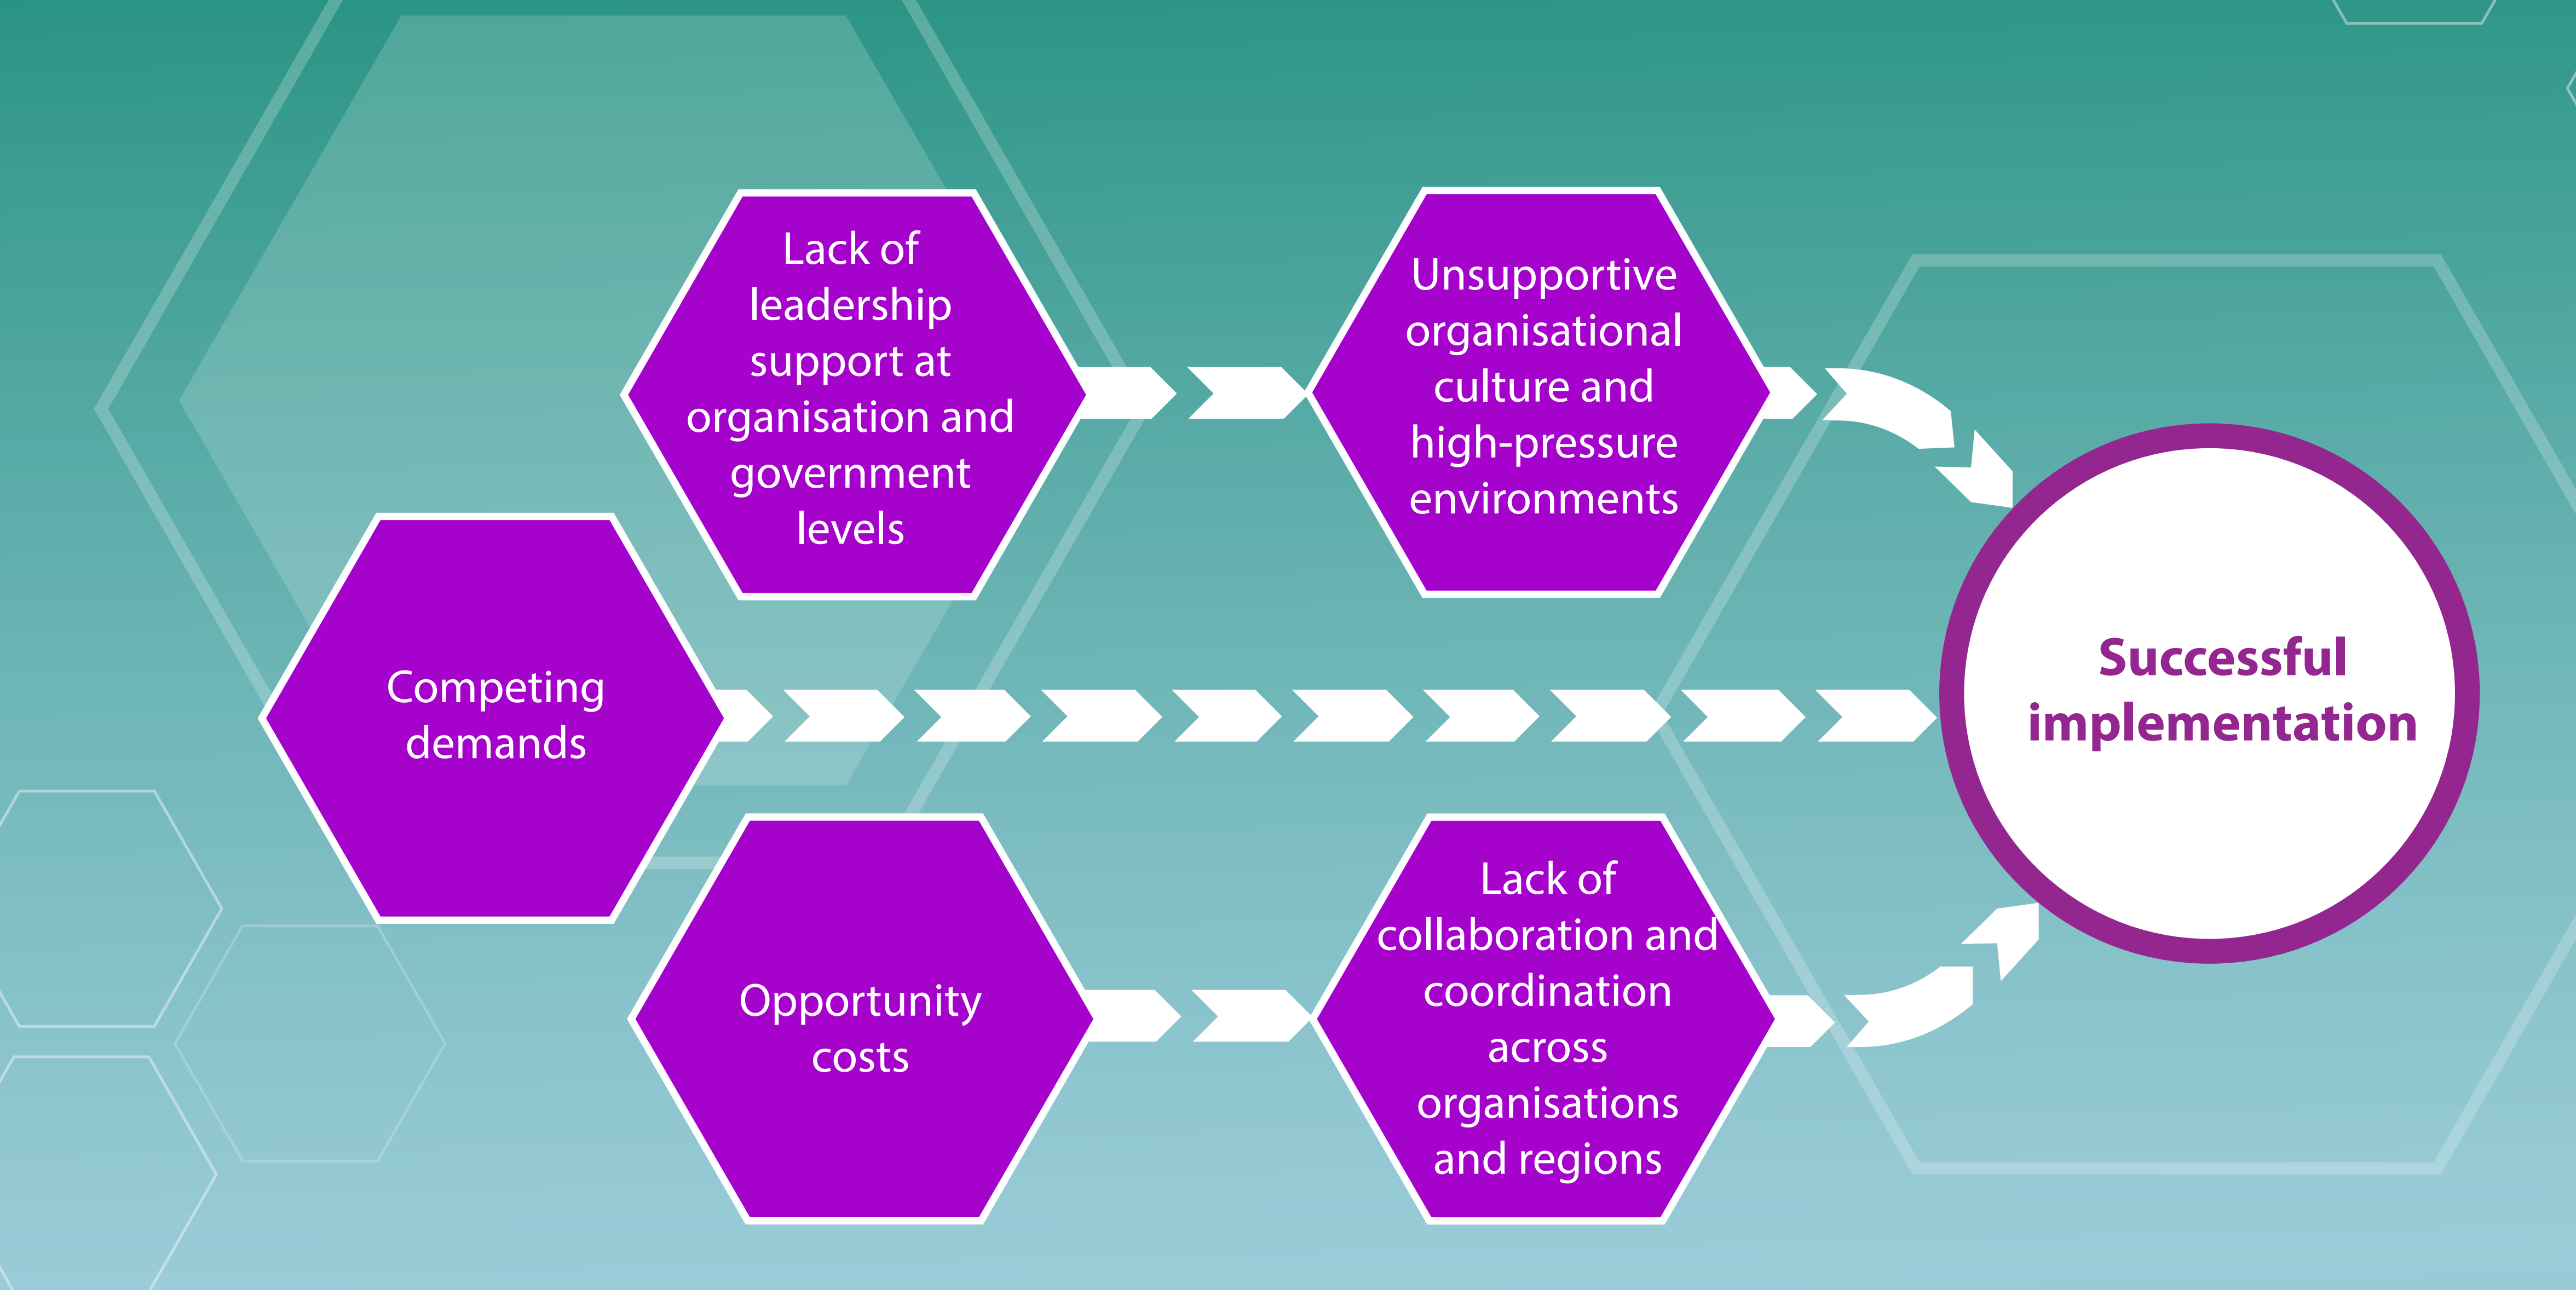 Lack of
leadership
support at
organisation and
government
levels
Unsupportive
organisational
culture and
high-pressure
environments
Competing
demands
Successful
implementation
Opportunity
costs
Lack of
collaboration and
coordination
across
organisations
and regions